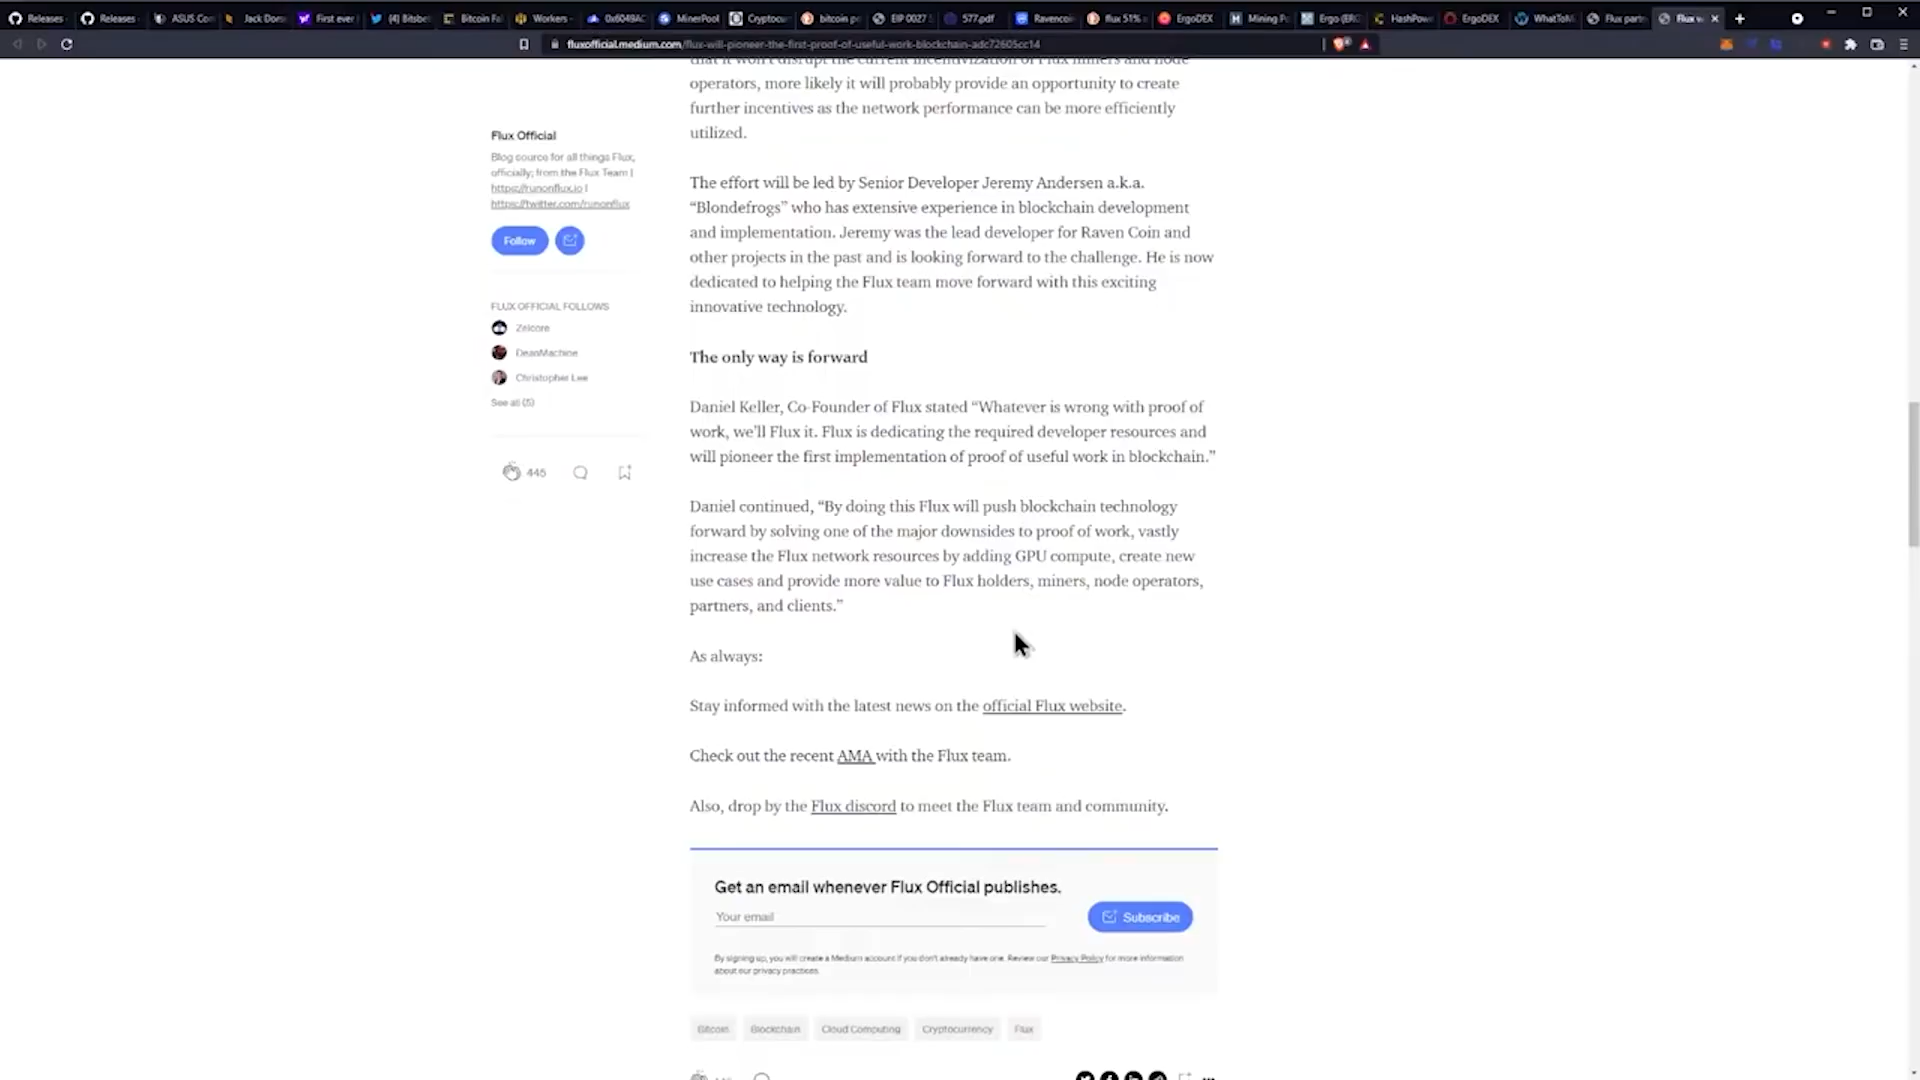 Releases
Releases
ASUS Co
Jack Dors
First ever
(4) Bitsbe
Bitcoin Fa
Workers -
0x6049AC
MinerPool
Cryptocu
bitcoin po
EIP 0027
577.pdf
Ravencoi
flux 51%
ErgoDEX
Mining Po
Ergo (ERG
HashPow
ErgoDEX
WhatToM
Flux part
Flux w
fluxofficial.medium.com/flux-will-pioneer-the-first-proof-of-useful-work-blockchain-adc72605cc14
that it won't disrupt the current incentivization of Flux miners and node
operators, more likely it will probably provide an opportunity to create
further incentives as the network performance can be more efficiently
utilized.
Flux Official
Blog source for all things Flux,
officially; from the Flux Team |
https://runonflux.io |
https://twitter.com/runonflux
Follow
FLUX OFFICIAL FOLLOWS
Zelcore
DeanMachine
Christopher Lee
See all (5)
445
The effort will be led by Senior Developer Jeremy Andersen a.k.a.
“Blondefrogs” who has extensive experience in blockchain development
and implementation. Jeremy was the lead developer for Raven Coin and
other projects in the past and is looking forward to the challenge. He is now
dedicated to helping the Flux team move forward with this exciting
innovative technology.
The only way is forward
Daniel Keller, Co-Founder of Flux stated “Whatever is wrong with proof of
work, we’ll Flux it. Flux is dedicating the required developer resources and
will pioneer the first implementation of proof of useful work in blockchain.”
Daniel continued, “By doing this Flux will push blockchain technology
forward by solving one of the major downsides to proof of work, vastly
increase the Flux network resources by adding GPU compute, create new
use cases and provide more value to Flux holders, miners, node operators,
partners, and clients.”
As always:
Stay informed with the latest news on the official Flux website.
Check out the recent AMA with the Flux team.
Also, drop by the Flux discord to meet the Flux team and community.
Get an email whenever Flux Official publishes.
Your email
Subscribe
By signing up, you will create a Medium account if you don't already have one. Review our Privacy Policy for more information
about our privacy practices.
Bitcoin
Blockchain
Cloud Computing
Cryptocurrency
Flux